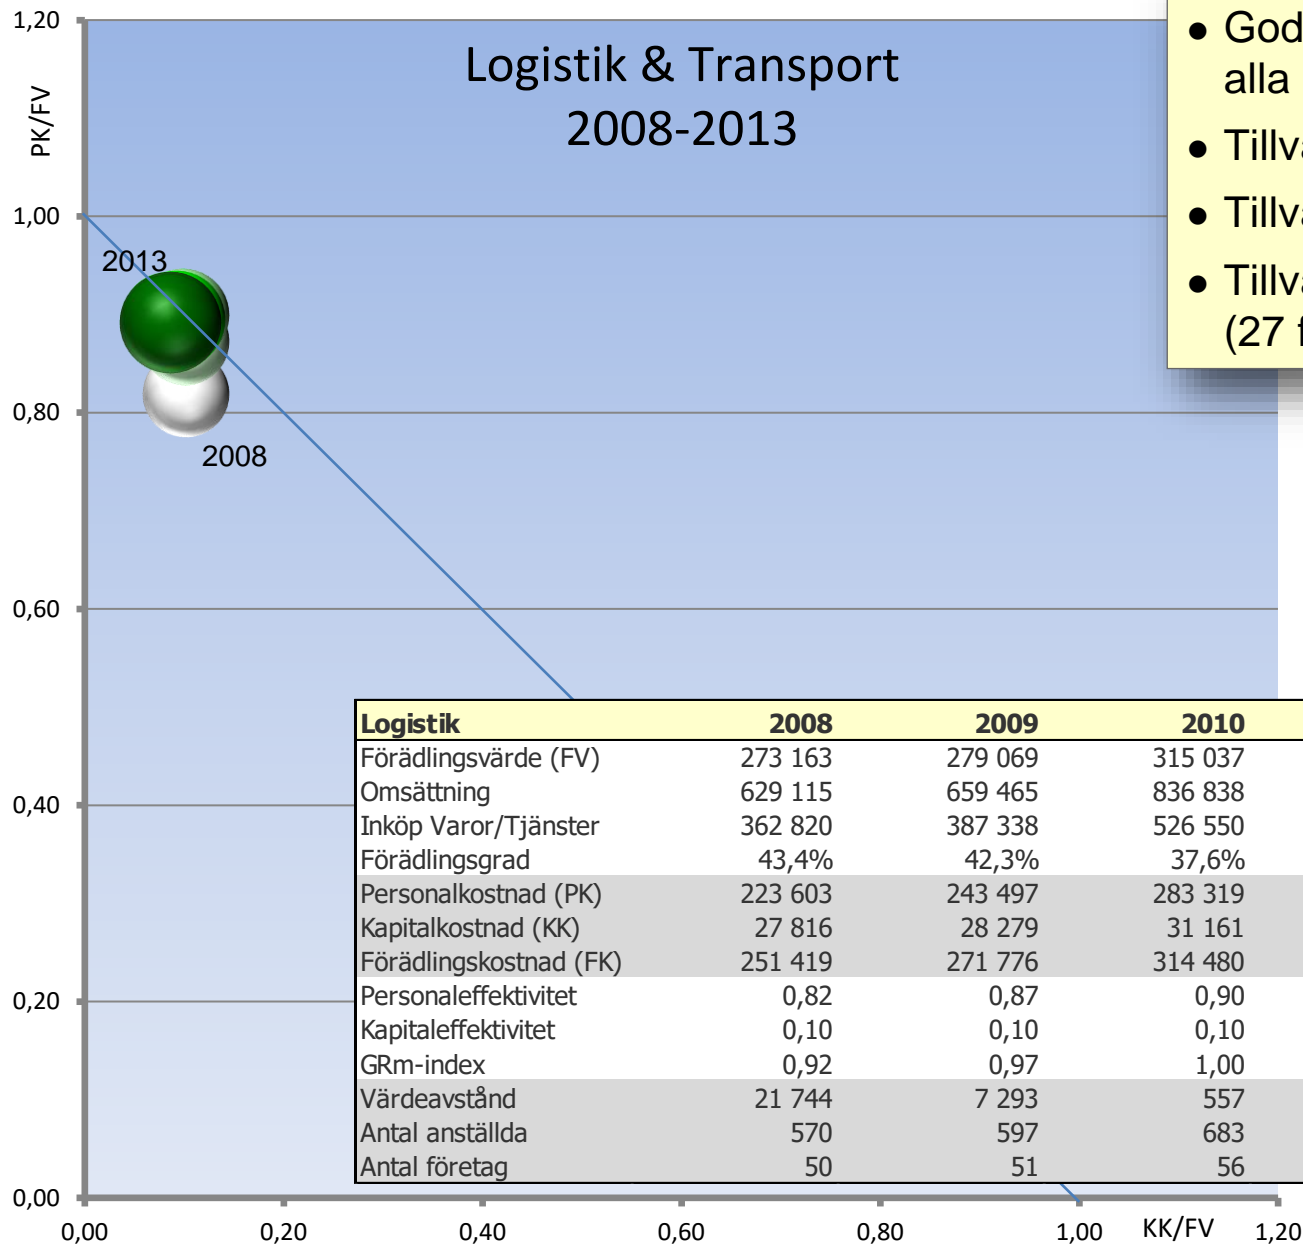 Logistik & Transport
2008-2013
PK/FV
1,20
1,00
0,80
0,60
0,40
0,20
0,00
2013
2008
alla
(27
Logistik 2008 2009 2010
Förädlingsvärde (FV) 273 163 279 069 315 037
Omsättning 629 115 659 465 836 838
Inköp Varor/Tjänster 362 820 387 338 526 550
Förädlingsgrad 43,4% 42,3% 37,6%
Personalkostnad (PK) 223 603 243 497 283 319
Kapitalkostnad (KK) 27 816 28 279 31 161
Förädlingskostnad (FK) 251 419 271 776 314 480
Personaleffektivitet 0,82 0,87 0,90
Kapitaleffektivitet 0,10 0,10 0,10
GRm-index 0,92 0,97 1,00
Värdeavstånd 21 744 7 293 557
Antal anställda 570 597 683
Antal företag 50 51 56
0,00 0,20 0,40 0,60 0,80 1,00 KK/FV 1,20